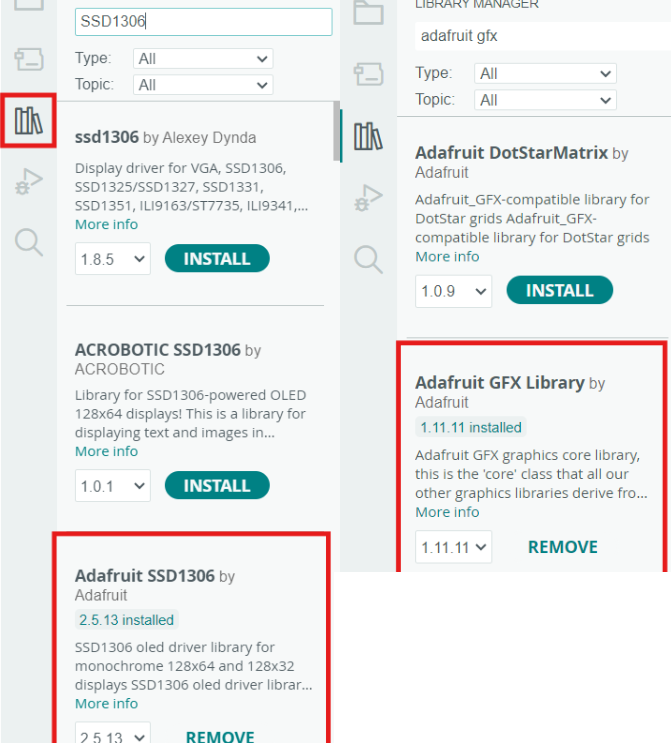 SSD1306
Type: All
Topic: All
ssd1306 by Alexey Dynda
Display driver for VGA, SSD1306,
SSD1325/SSD1327, SSD1331,
SSD1351, ILI9163/ST7735, ILI9341,...
More info
1.8.5 INSTALL
ACROBOTIC SSD1306 by
ACROBOTIC
Library for SSD1306-powered OLED
128x64 displays! This is a library for
displaying text and images in...
More info
1.0.1 INSTALL
Adafruit SSD1306 by
Adafruit
2.5.13 installed
SSD1306 oled driver library for
monochrome 128x64 and 128x32
displays SSD1306 oled driver librar...
More info
2.5.13 REMOVE
LIBRARY MANAGER
adafruit gfx
Type: All
Topic: All
Adafruit DotStarMatrix by
Adafruit
Adafruit_GFX-compatible library for
DotStar grids Adafruit_GFX-
compatible library for DotStar grids
More info
1.0.9 INSTALL
Adafruit GFX Library by
Adafruit
1.11.11 installed
Adafruit GFX graphics core library,
this is the 'core' class that all our
other graphics libraries derive fro...
More info
1.11.11 REMOVE